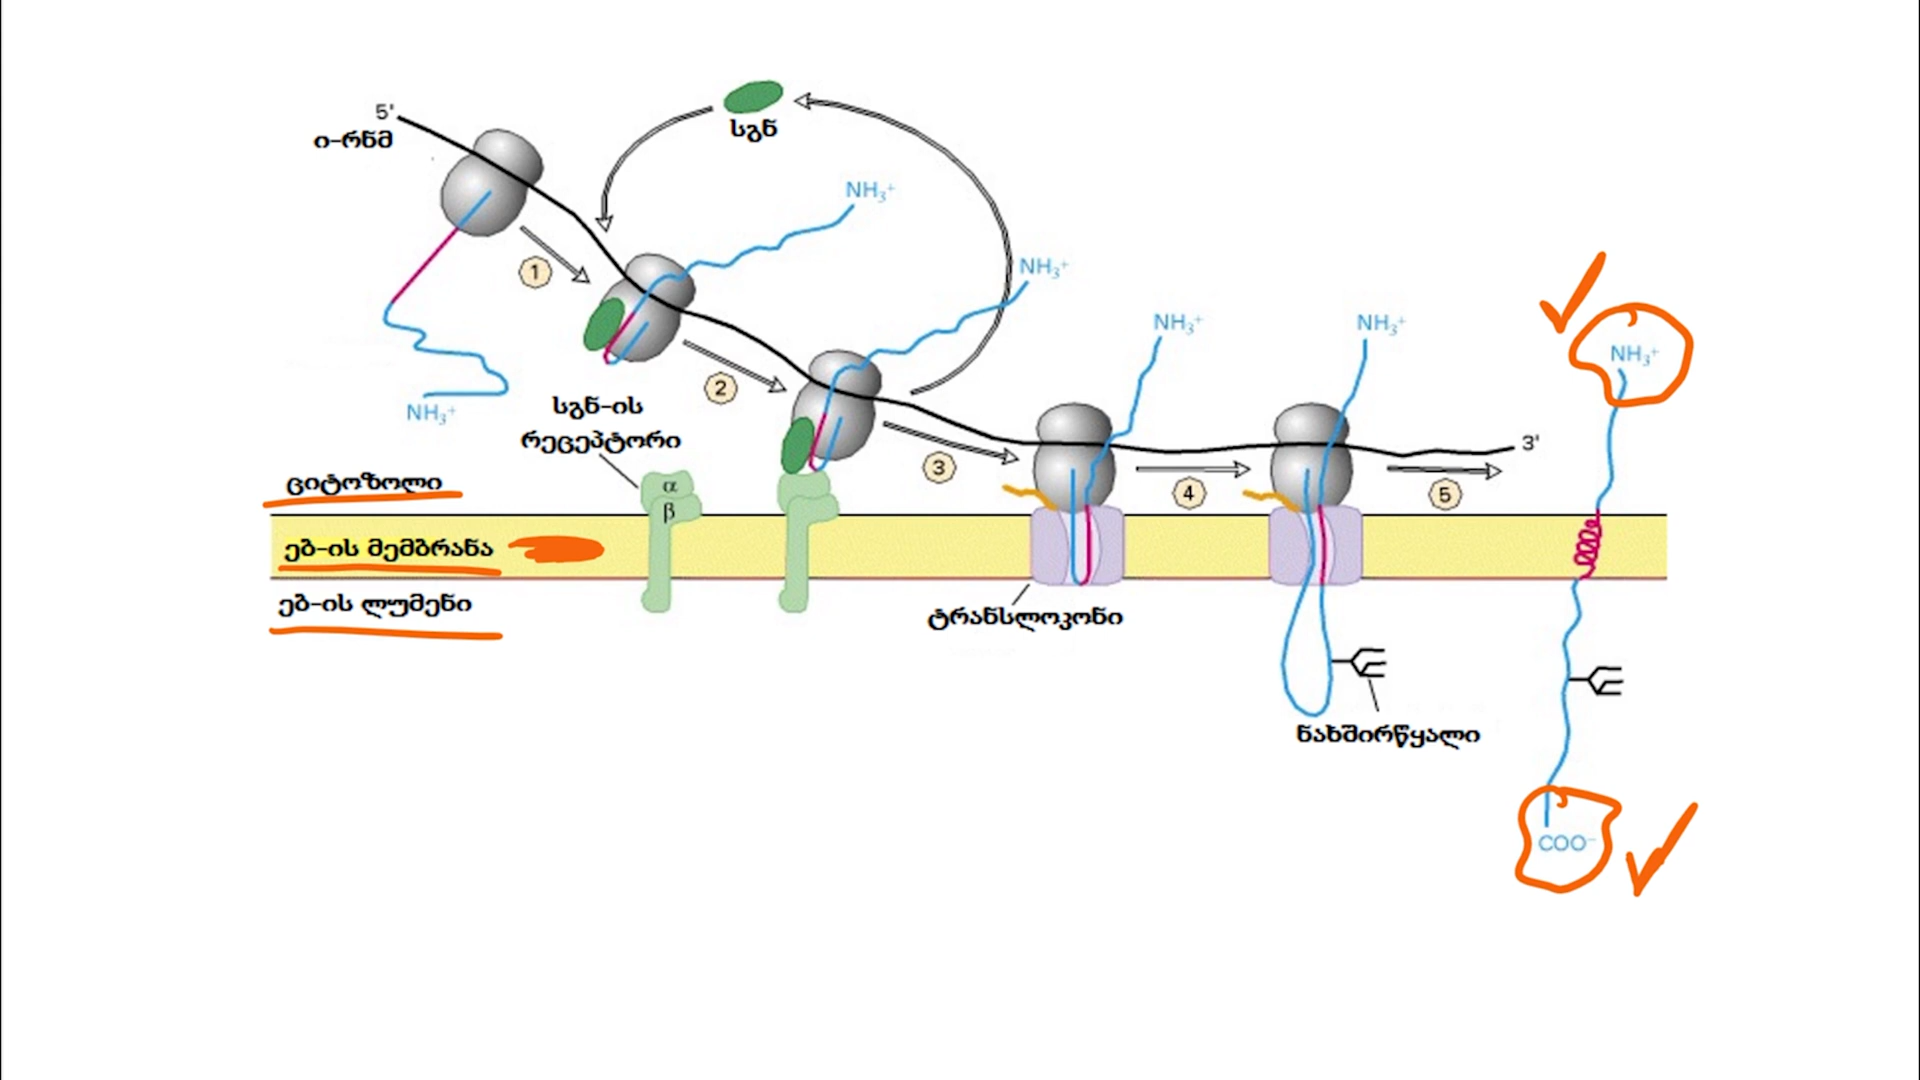 5'
ი-რნმ
სგნ
NH₃⁺
NH₃⁺
1
NH₃⁺
NH₃⁺
NH₃⁺
2
NH₃⁺
სგნ-ის
რეცეპტორი
3'
3
4
5
ციტოზოლი
α
β
ებ-ის მემბრანა
ებ-ის ლუმენი
ტრანსლოკონი
ნახშირწყალი
COO⁻